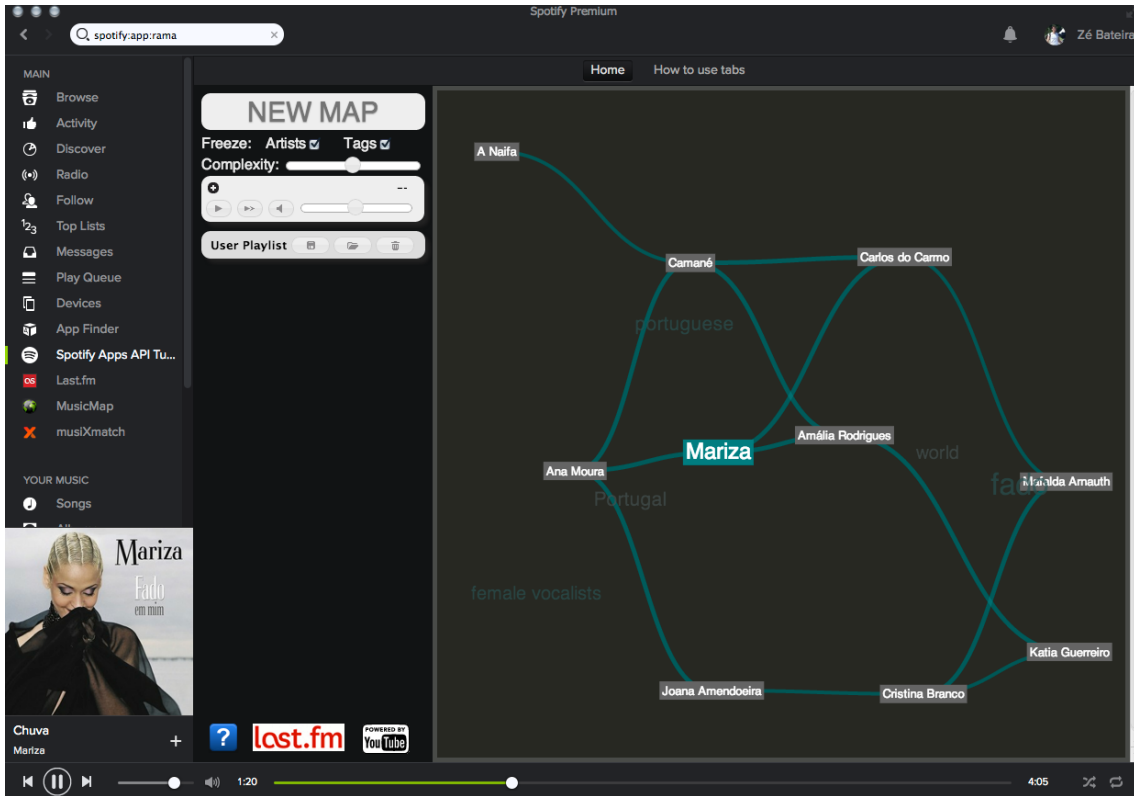 Spotify Premium
spotify:app:rama
Zé Bateira
MAIN
Browse
Activity
Discover
Radio
Follow
Top Lists
Messages
Play Queue
Devices
App Finder
Spotify Apps API Tu...
Last.fm
MusicMap
musiXmatch
YOUR MUSIC
Songs
Home How to use tabs
NEW MAP
Freeze: Artists Tags
Complexity:
--
User Playlist
A Naifa
Camané
Carlos do Carmo
portuguese
Amália Rodrigues
Mariza
world
Ana Moura
fado
Mafalda Arnauth
Portugal
female vocalists
Katia Guerreiro
Joana Amendoeira
Cristina Branco
Mariza
Fado
em mim
Chuva
Mariza
?
last.fm
POWERED BY
YouTube
1:20
4:05